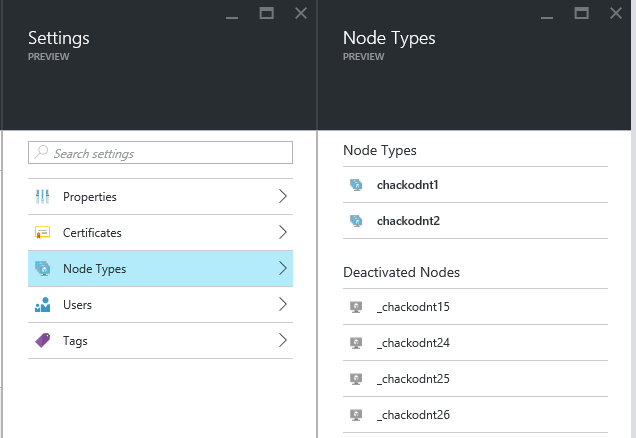 Settings
PREVIEW
Search settings
Properties
Certificates
Node Types
Users
Tags
Node Types
PREVIEW
Node Types
chackodnt1
chackodnt2
Deactivated Nodes
_chackodnt15
_chackodnt24
_chackodnt25
_chackodnt26